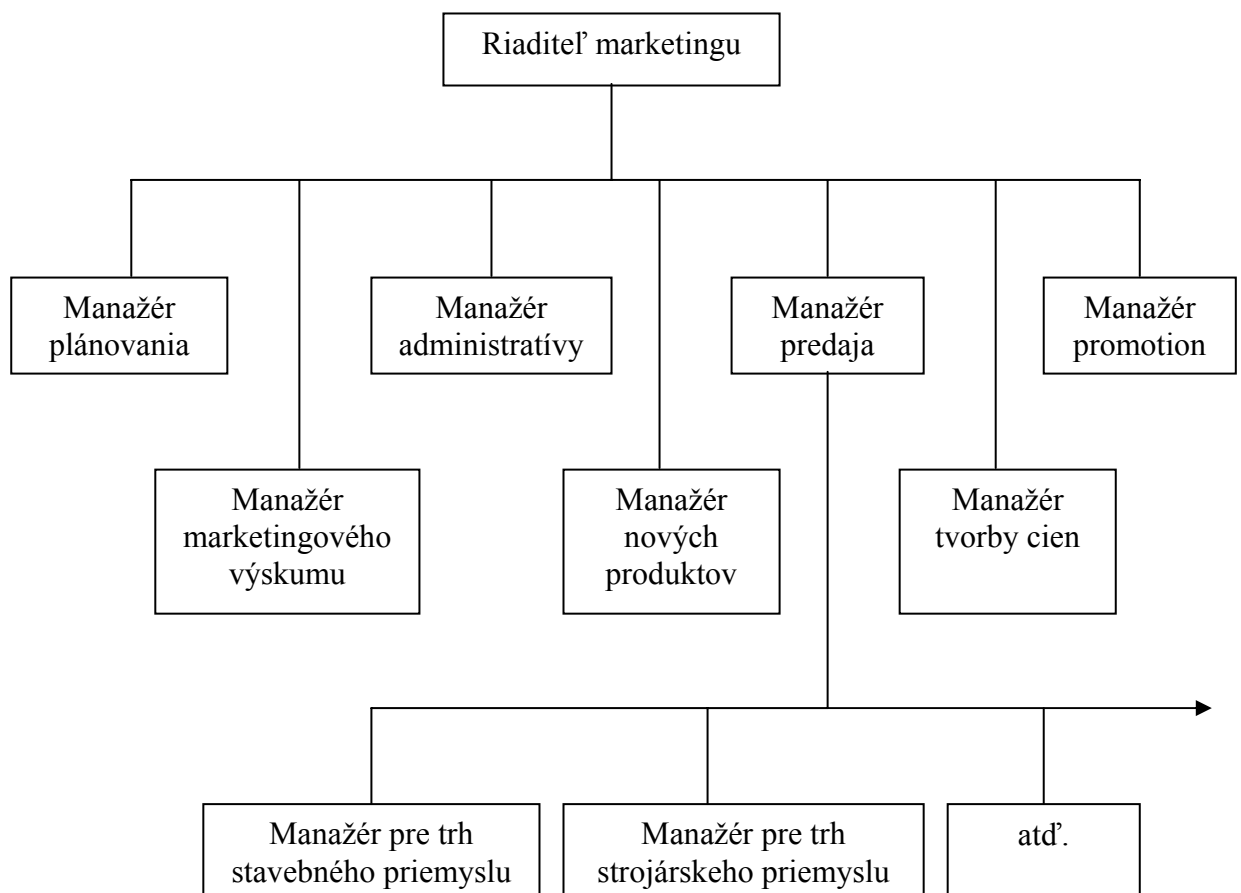 Riaditeľ marketingu
Manažér
plánovania
Manažér
administratívy
Manažér
predaja
Manažér
promotion
Manažér
marketingového
výskumu
Manažér
nových
produktov
Manažér
tvorby cien
Manažér pre trh
stavebného priemyslu
Manažér pre trh
strojárskeho priemyslu
atď.